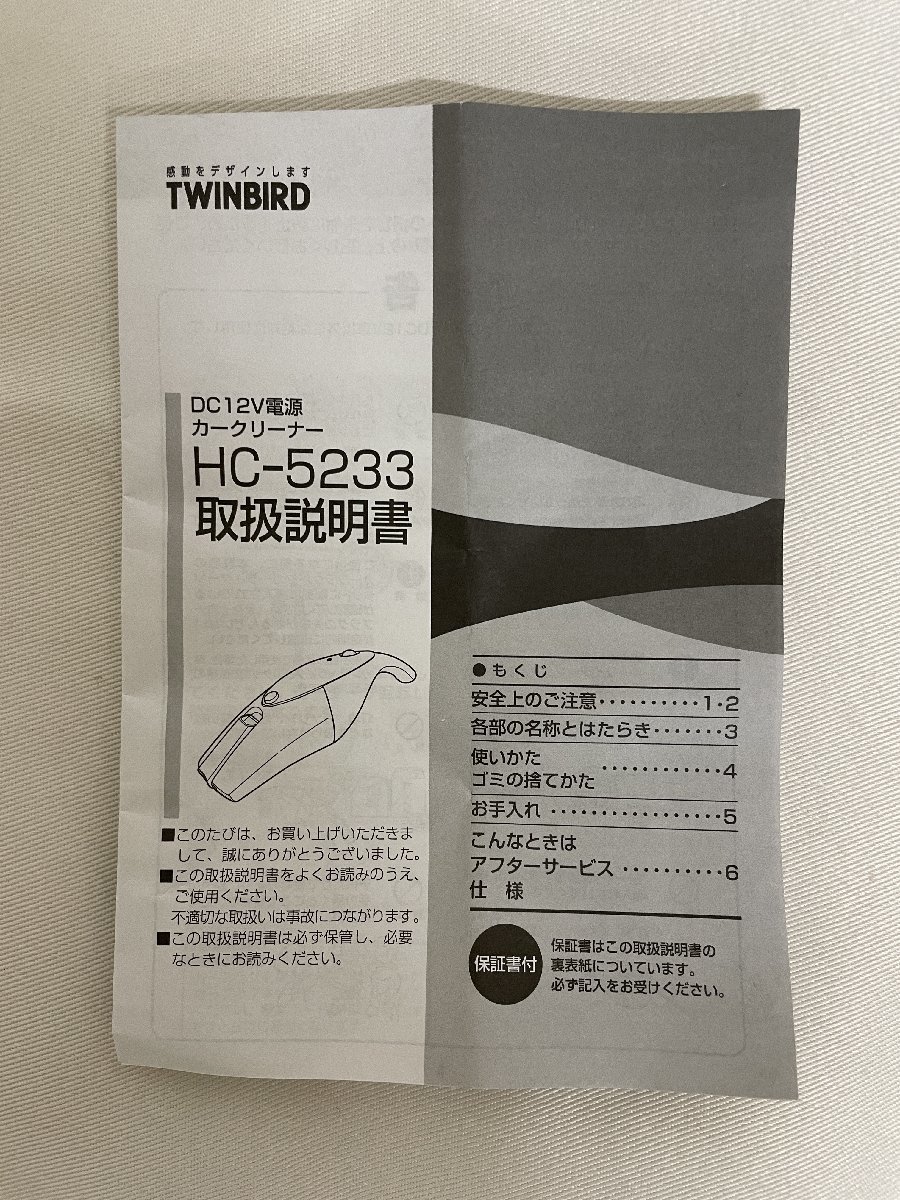 感動をデザインします
TWINBIRD
DC12V電源
カークリーナー
HC-5233
取扱説明書
■このたびは、お買い上げいただきま
して、誠にありがとうございました。
■この取扱説明書をよくお読みのうえ、
ご使用ください。
不適切な取扱いは事故につながります。
■この取扱説明書は必ず保管し、必要
なときにお読みください。
●もくじ
安全上のご注意··········1·2
各部の名称とはたらき·······3
使いかた
ゴミの捨てかた ············4
お手入れ ·················5
こんなときは
アフターサービス ··········6
仕 様
保証書付
保証書はこの取扱説明書の
裏表紙についています。
必ず記入をお受けください。